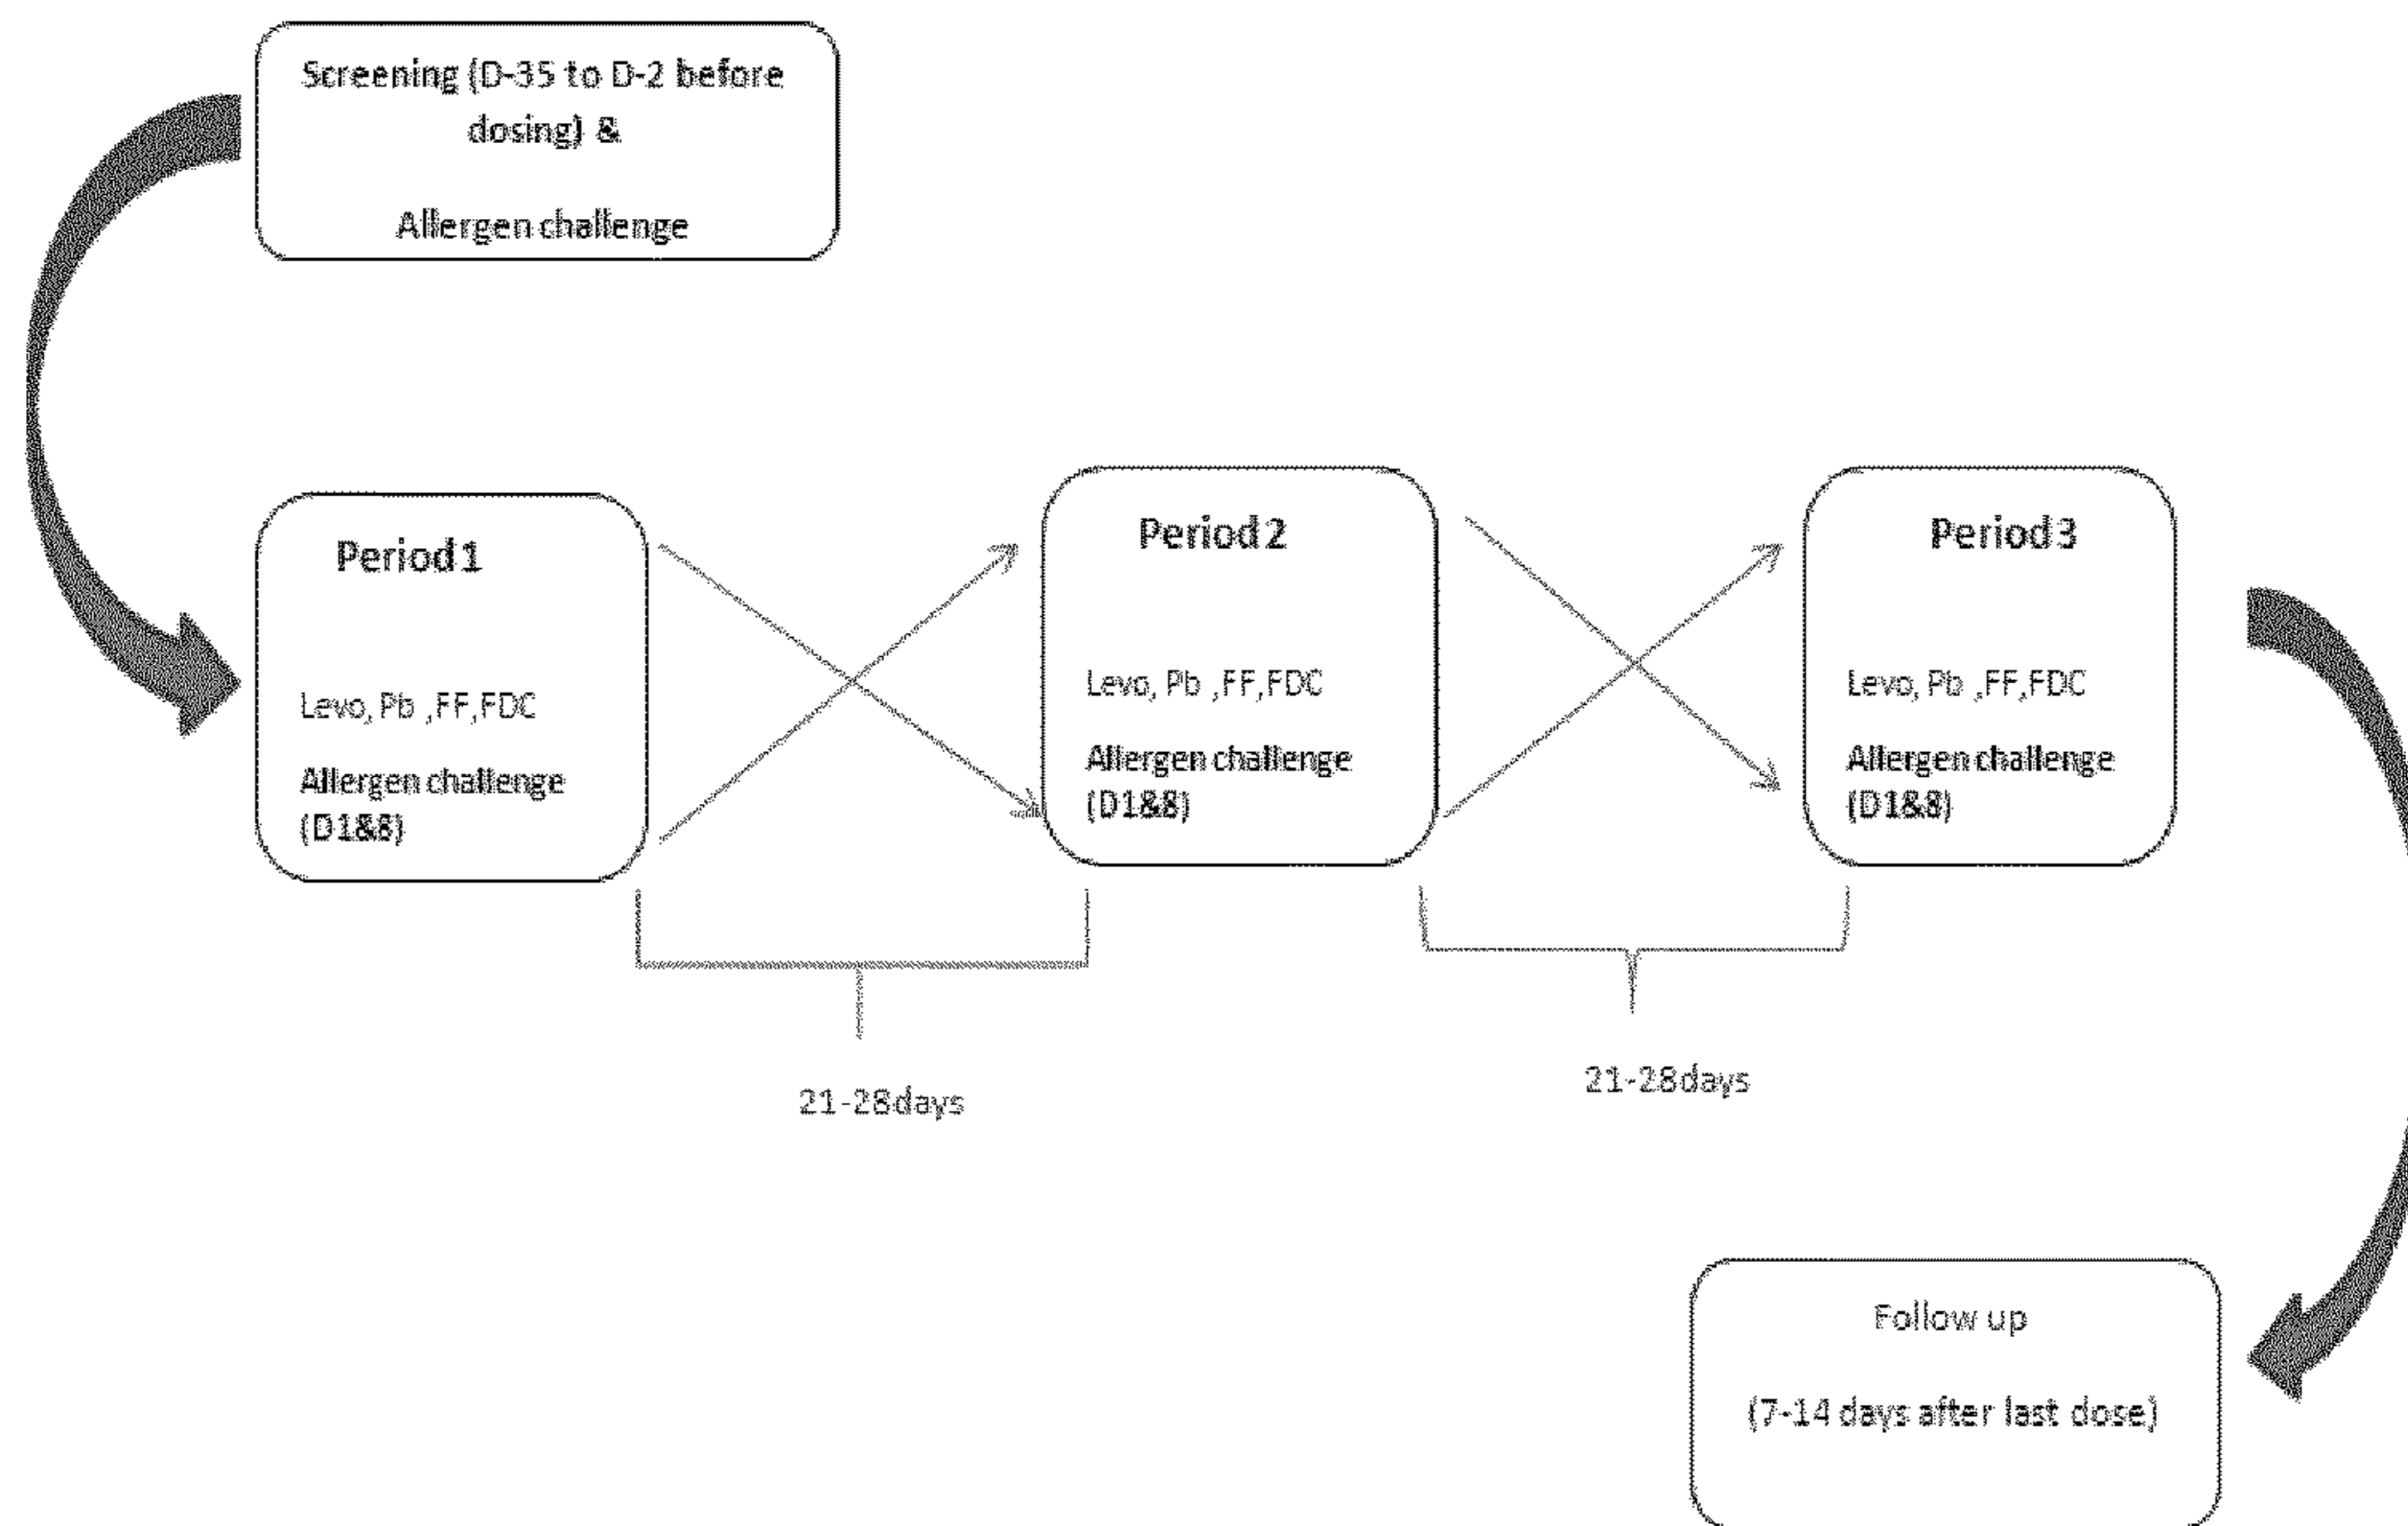 Screening (D-35 to D-2 before
dosing) &
Allergen challenge
Period 1
Levo, Pb ,FF,FDC
Allergen challenge
(D1&8)
Period 2
Levo, Pb ,FF,FDC
Allergen challenge
(D1&8)
Period 3
Levo, Pb ,FF,FDC
Allergen challenge
(D1&8)
21-28days
21-28days
Follow up
(7-14 days after last dose)